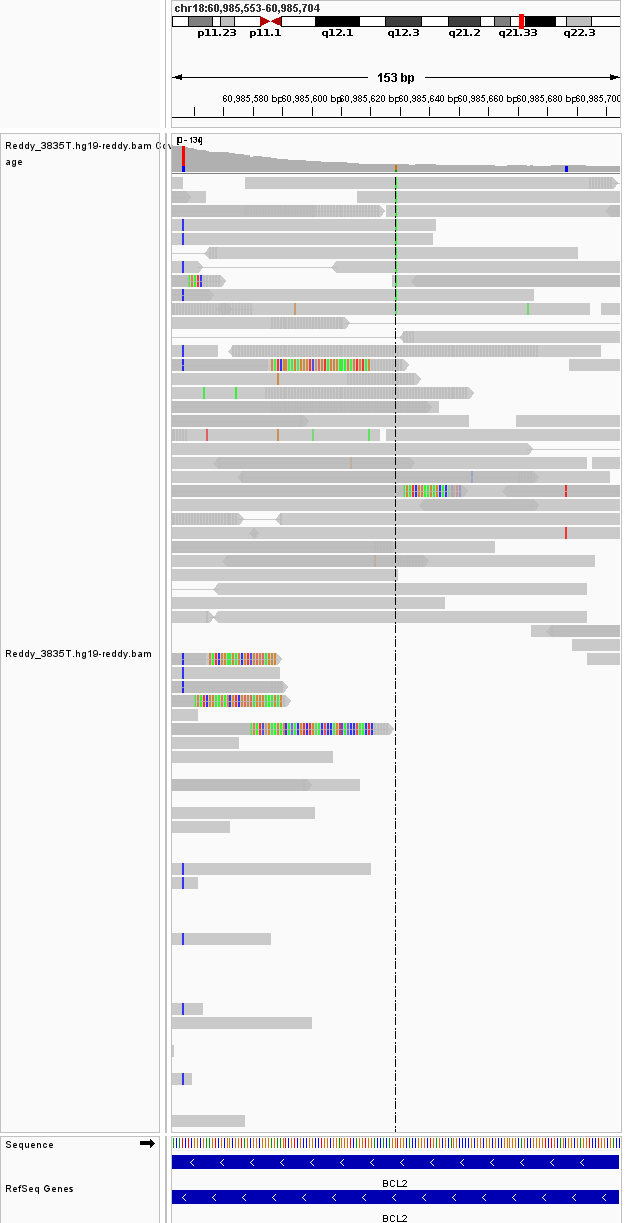 chr18:60,985,553-60,985,704
p11.23 p11.1 q12.1 q12.3 q21.2 q21.33 q22.3
153 bp
60,985,580 bp 60,985,600 bp 60,985,620 bp 60,985,640 bp 60,985,660 bp 60,985,680 bp 60,985,700
[0 - 134]
Reddy_3835T.hg19-reddy.bam Cov
age
Reddy_3835T.hg19-reddy.bam
Sequence
BCL2
RefSeq Genes
BCL2